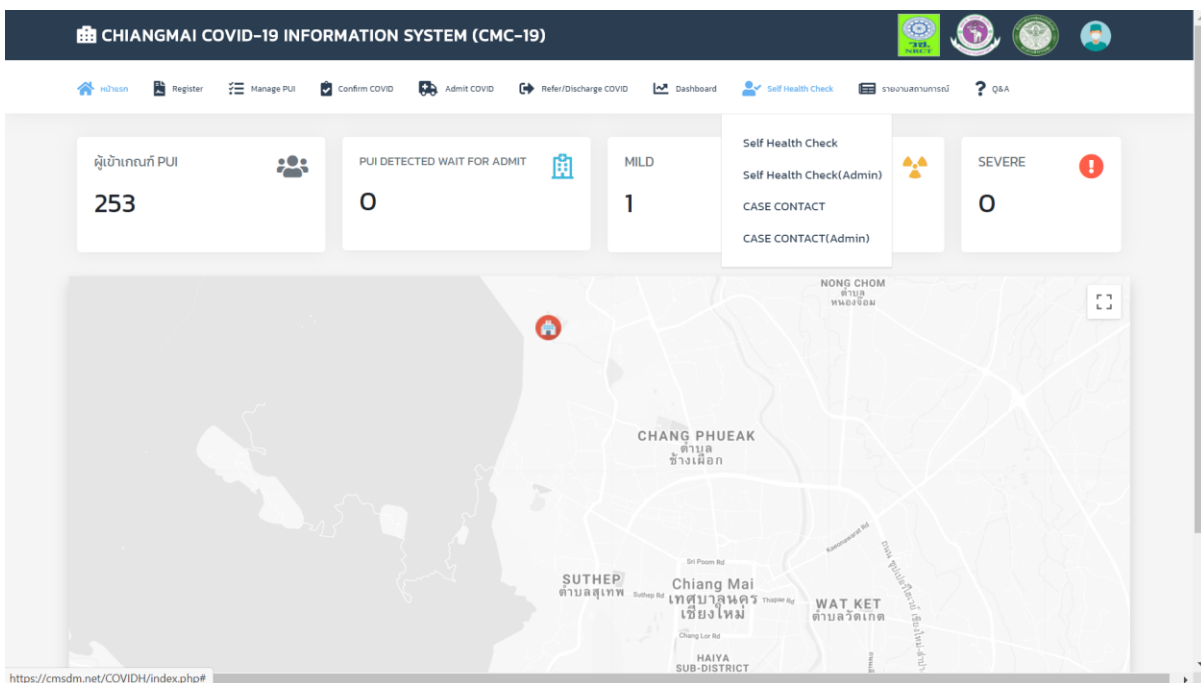 CHIANGMAI COVID-19 INFORMATION SYSTEM (CMC-19)
วช.
NRCT
หน้าแรก
Register
Manage PUI
Confirm COVID
Admit COVID
Refer/Discharge COVID
Dashboard
Self Health Check
รายงานสถานการณ์
Q&A
Self Health Check
Self Health Check(Admin)
CASE CONTACT
CASE CONTACT(Admin)
ผู้เข้าเกณฑ์ PUI
253
PUI DETECTED WAIT FOR ADMIT
0
MILD
1
SEVERE
0
NONG CHOM
ตำบล
หนองจ๊อม
CHANG PHUEAK
ตำบล
ช้างเผือก
Kaeonawarat Rd
Sri Poom Rd
SUTHEP
ตำบลสุเทพ
Suthep Rd
Chiang Mai
เทศบาลนคร
เชียงใหม่
Thapae Rd
WAT KET
ตำบลวัดเกต
Chang Lor Rd
HAIYA
SUB-DISTRICT
https://cmsdm.net/COVIDH/index.php#